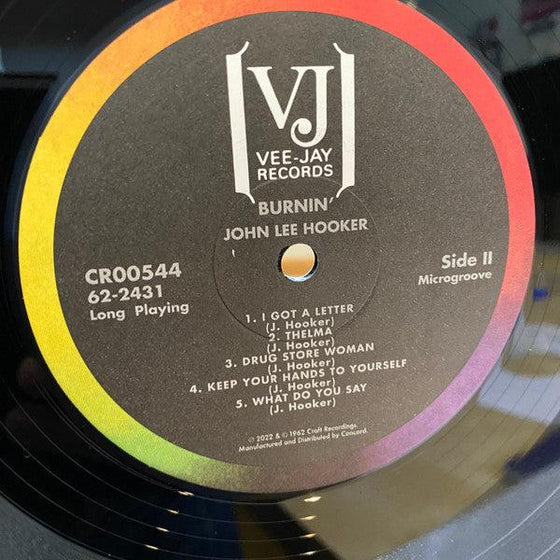 VJ
VEE-JAY
RECORDS
BURNIN'
JOHN LEE HOOKER
CR00544
62-2431
Long Playing
Side II
Microgroove
1. I GOT A LETTER
(J. Hooker)
2. THELMA
(J. Hooker)
3. DRUG STORE WOMAN
(J. Hooker)
4. KEEP YOUR HANDS TO YOURSELF
(J. Hooker)
5. WHAT DO YOU SAY
(J. Hooker)
℗ 2022 & © 1962 Craft Recordings.
Manufactured and Distributed by Concord.